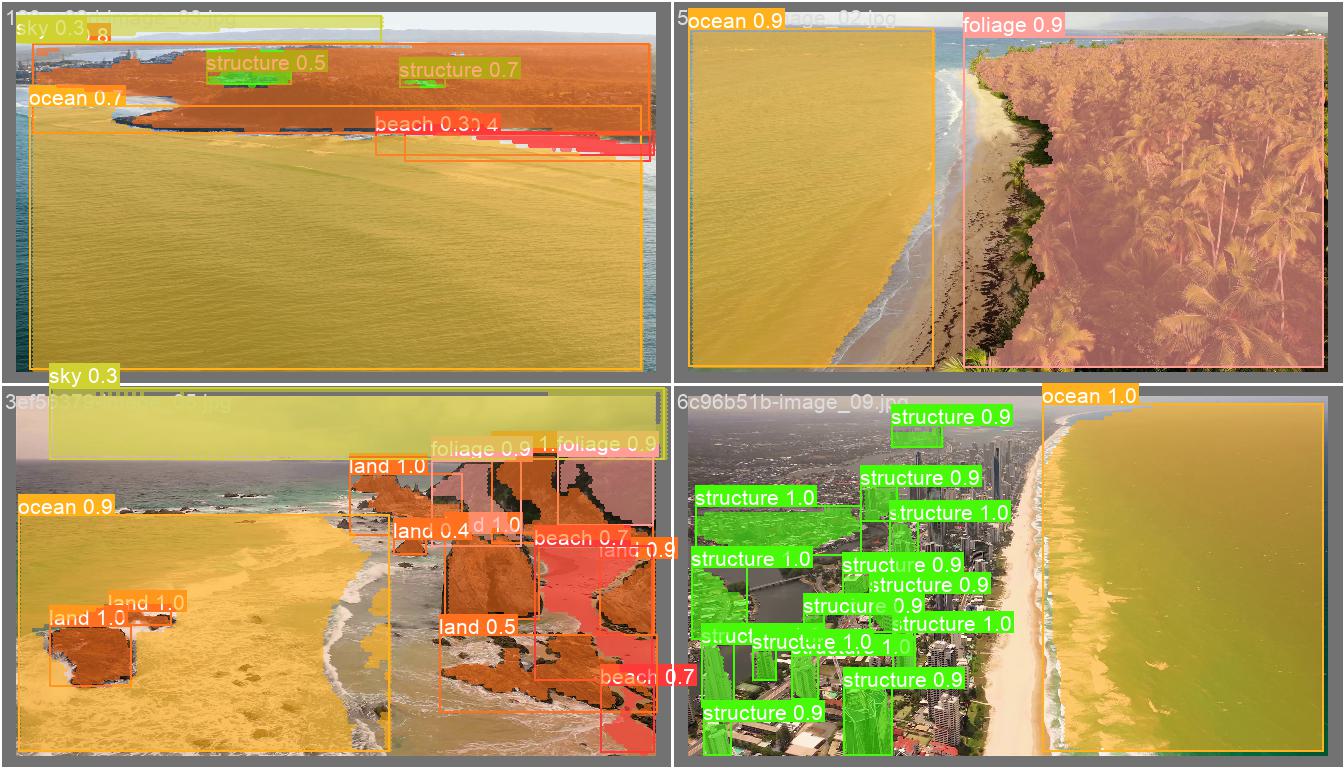 sky 0.3
structure 0.5
structure 0.7
ocean 0.7
beach 0.3
ocean 0.9
foliage 0.9
sky 0.3
foliage 0.9
foliage 0.9
land 1.0
ocean 0.9
land 0.4
beach 0.7
land 0.9
land 1.0
land 1.0
land 0.5
beach 0.7
6c96b51b-image_09.jpg
ocean 1.0
structure 0.9
structure 0.9
structure 1.0
structure 1.0
structure 1.0
structure 0.9
structure 0.9
structure 0.9
structure 1.0
structure 1.0
structure 0.9
structure 0.9